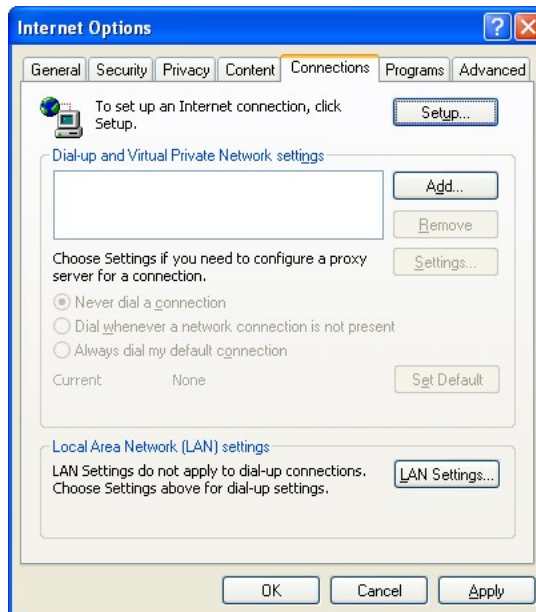 Internet Options
General Security Privacy Content Connections Programs Advanced
To set up an Internet connection, click
Setup.
Setup...
Dial-up and Virtual Private Network settings
Add...
Remove
Choose Settings if you need to configure a proxy
server for a connection.
Settings...
Never dial a connection
Dial whenever a network connection is not present
Always dial my default connection
Current None
Set Default
Local Area Network (LAN) settings
LAN Settings do not apply to dial-up connections.
Choose Settings above for dial-up settings.
LAN Settings...
OK Cancel Apply